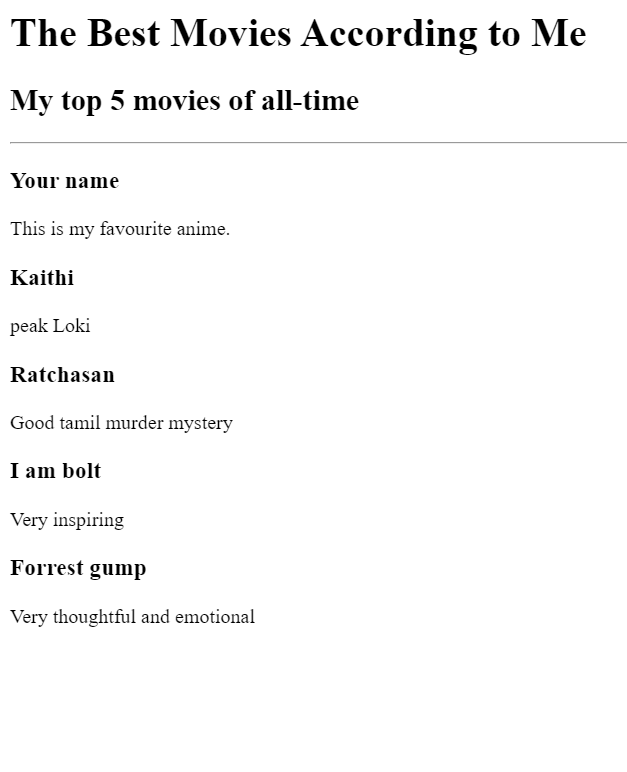 The Best Movies According to Me
My top 5 movies of all-time
Your name
This is my favourite anime.
Kaithi
peak Loki
Ratchasan
Good tamil murder mystery
I am bolt
Very inspiring
Forrest gump
Very thoughtful and emotional